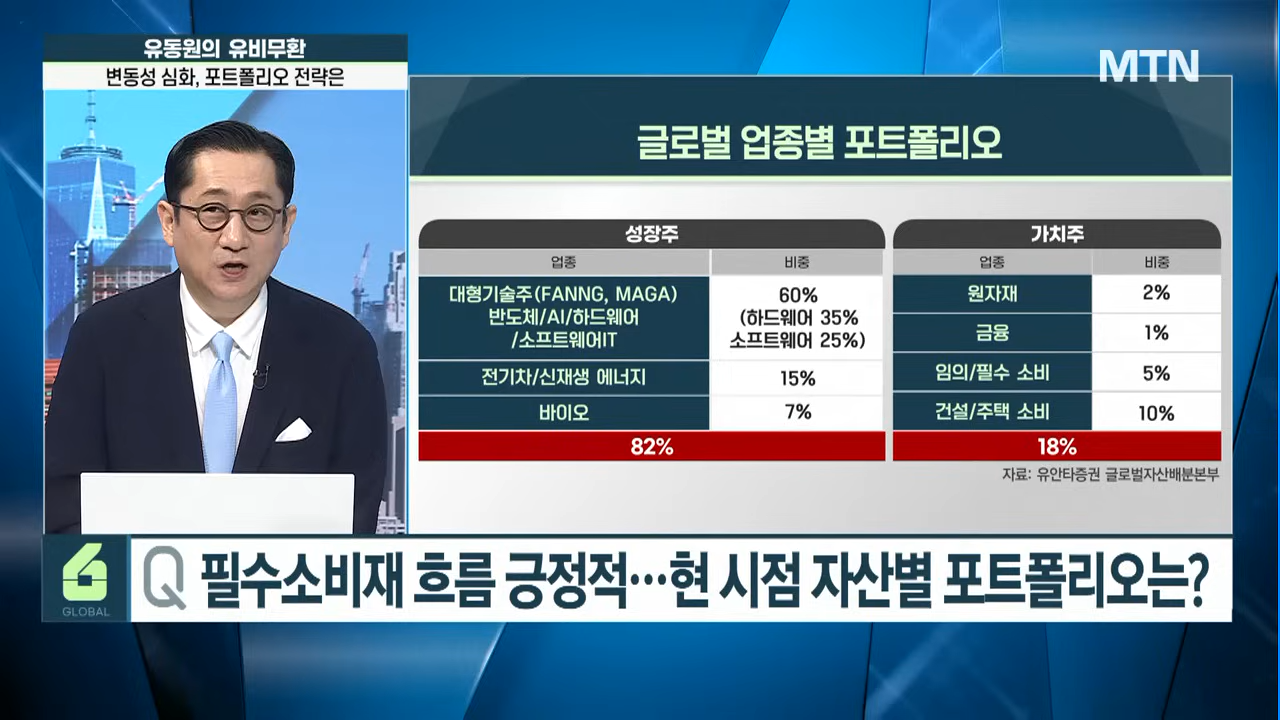 유동원의 유비무환
변동성 심화, 포트폴리오 전략은
MTN
글로벌 업종별 포트폴리오
성장주
업종 비중
대형기술주(FANNG, MAGA)
반도체/AI/하드웨어
/소프트웨어IT
60%
(하드웨어 35%
소프트웨어 25%)
전기차/신재생 에너지 15%
바이오 7%
82%
가치주
업종 비중
원자재 2%
금융 1%
임의/필수 소비 5%
건설/주택 소비 10%
18%
자료: 유안타증권 글로벌자산배분본부
GLOBAL
Q 필수소비재 흐름 긍정적…현 시점 자산별 포트폴리오는?